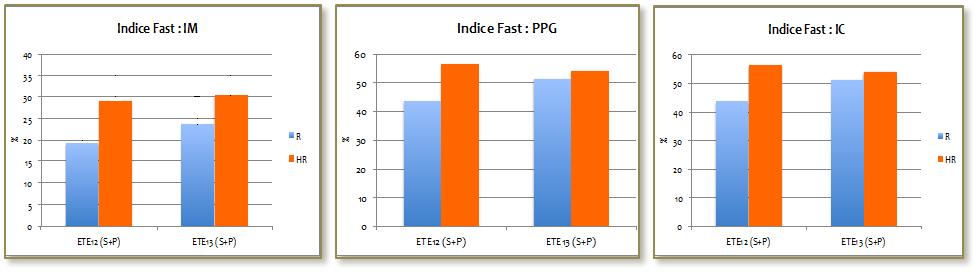 Indice Fast : IM
40
35
30
25
20
15
10
5
0
%
ETE12 (S+P)
ETE13 (S+P)
R
HR
Indice Fast : PPG
60
50
40
30
20
10
0
%
ETE12 (S+P)
ETE13 (S+P)
Indice Fast : IC
60
50
40
30
20
10
0
%
ETE12 (S+P)
ETE13 (S+P)
R
HR